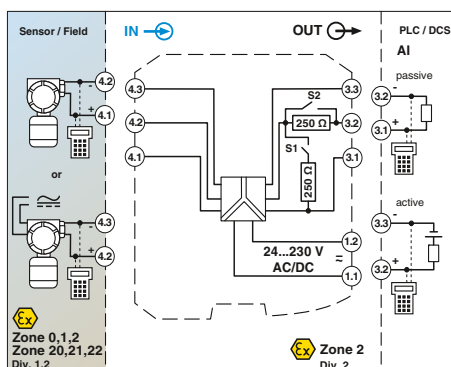 Sensor / Field
IN
OUT
PLC / DCS
AI
4.2
-
+
4.1
or
4.3
-
+
4.2
Ex
Zone 0,1,2
Zone 20,21,22
Div. 1,2
4.3
4.2
4.1
3.3
S2
250 Ω
3.2
S1
250 Ω
3.1
1.2
24...230 V
AC/DC
=
1.1
Ex
Zone 2
Div. 2
passive
3.2
-
3.1
+
active
3.3
-
3.2
+